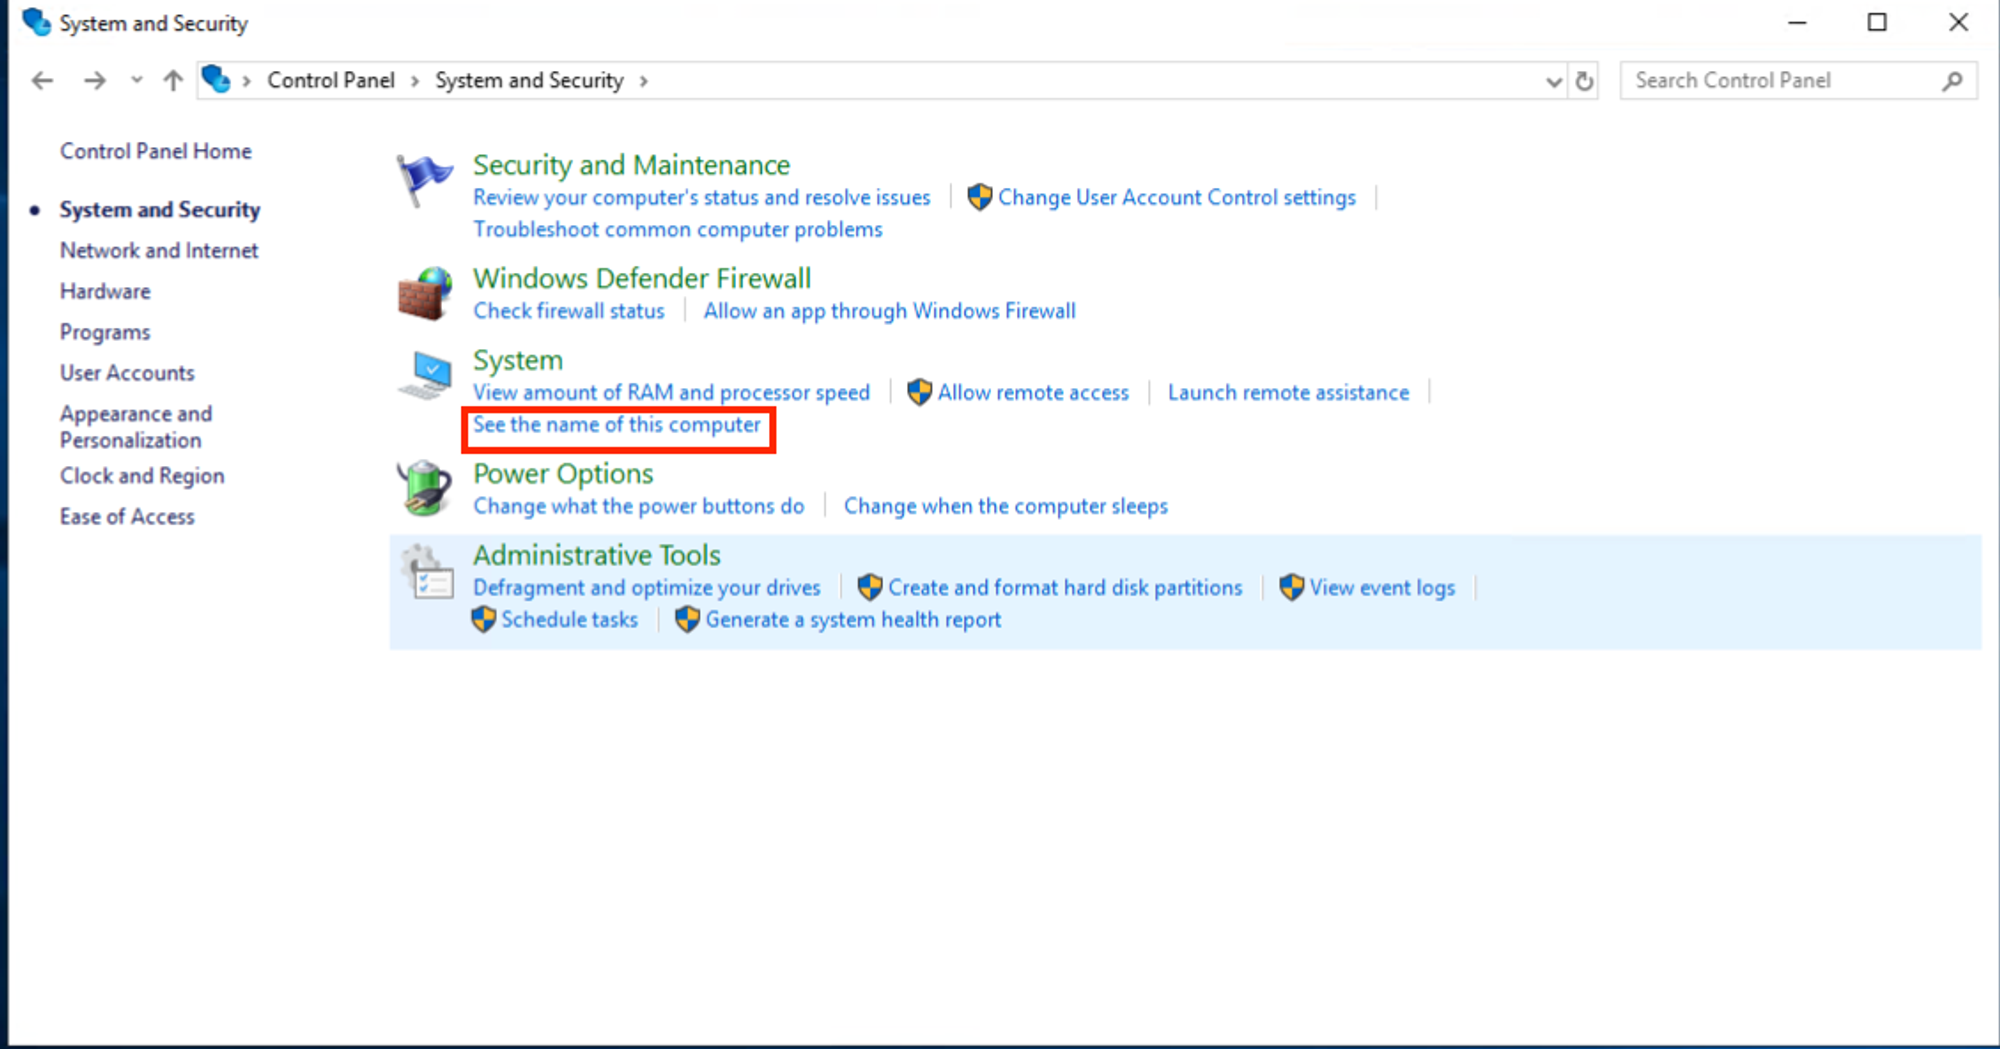 System and Security
Control Panel > System and Security >
Search Control Panel
Control Panel Home
System and Security
Network and Internet
Hardware
Programs
User Accounts
Appearance and
Personalization
Clock and Region
Ease of Access
Security and Maintenance
Review your computer's status and resolve issues | Change User Account Control settings |
Troubleshoot common computer problems
Windows Defender Firewall
Check firewall status | Allow an app through Windows Firewall
System
View amount of RAM and processor speed | Allow remote access | Launch remote assistance |
See the name of this computer
Power Options
Change what the power buttons do | Change when the computer sleeps
Administrative Tools
Defragment and optimize your drives | Create and format hard disk partitions | View event logs |
Schedule tasks | Generate a system health report